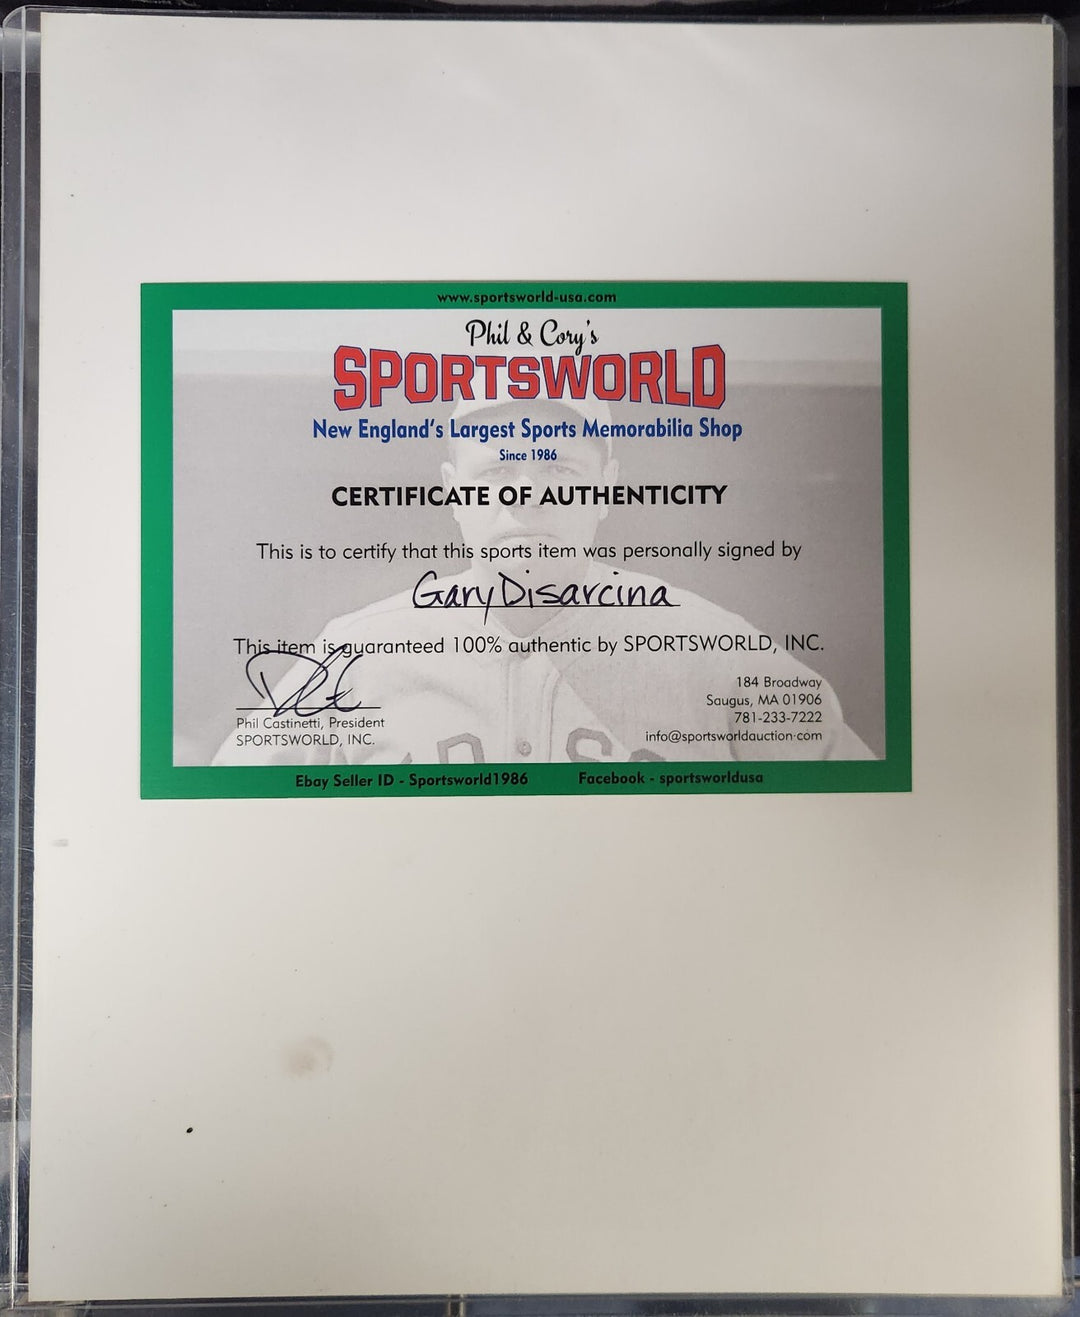 www.sportsworld-usa.com
Phil & Cory's
SPORTSWORLD
New England's Largest Sports Memorabilia Shop
Since 1986
CERTIFICATE OF AUTHENTICITY
This is to certify that this sports item was personally signed by
Gary Disarcina
This item is guaranteed 100% authentic by SPORTSWORLD, INC.
Phil Castinetti, President
SPORTSWORLD, INC.
184 Broadway
Saugus, MA 01906
781-233-7222
info@sportsworldauction.com
Ebay Seller ID - Sportsworld1986
Facebook - sportsworldusa